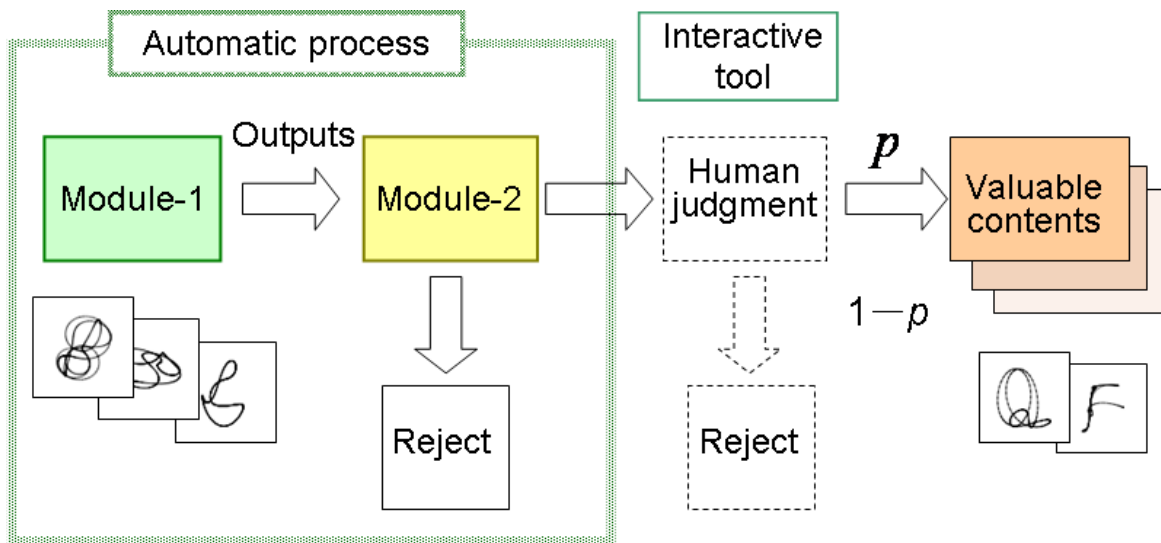 Automatic process
Interactive
tool
Outputs
Module-1
Module-2
Human
judgment
p
Valuable
contents
1−p
Reject
Reject
Q
F